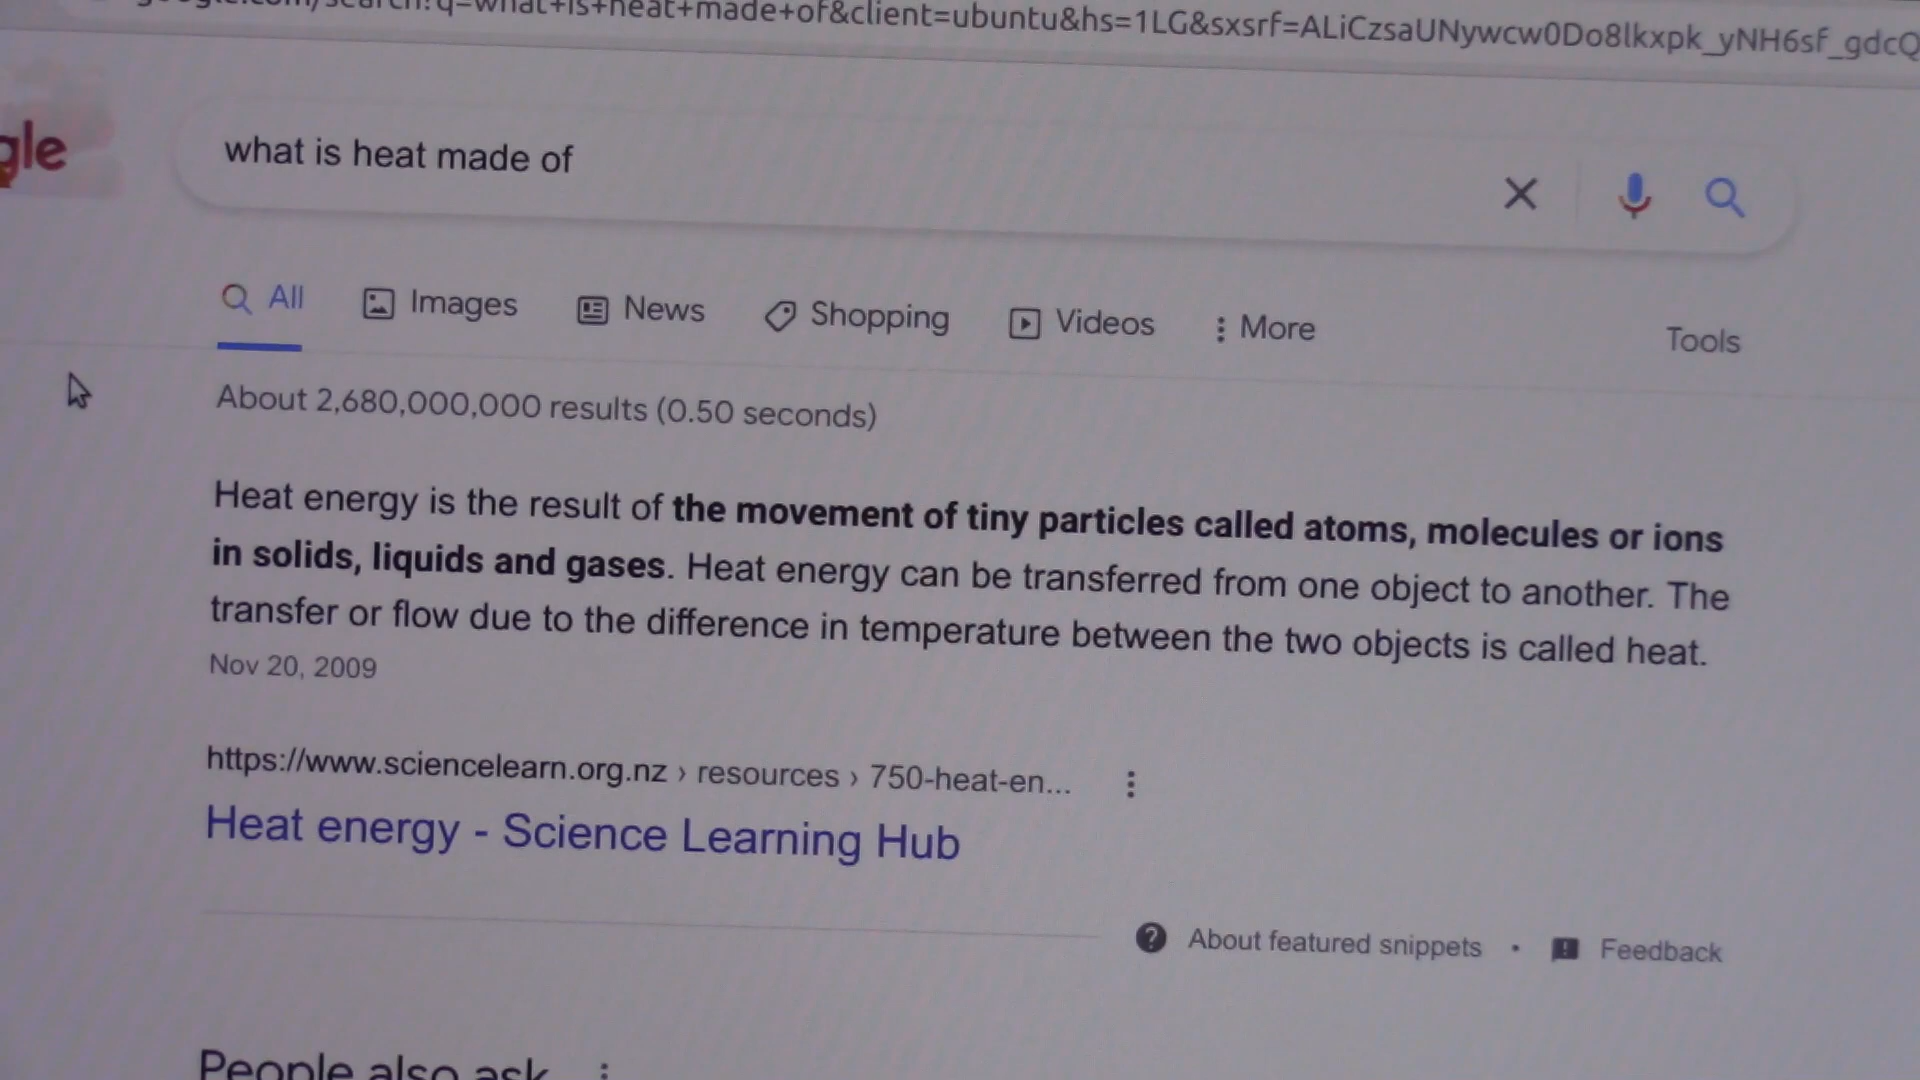 google.com/search?q=what+is+heat+made+of&client=ubuntu&hs=1LG&sxsrf=ALiCzsaUNywcw0Do8lkxpk_yNH6sf_gdcQ
gle
what is heat made of
All Images News Shopping Videos More Tools
About 2,680,000,000 results (0.50 seconds)
Heat energy is the result of the movement of tiny particles called atoms, molecules or ions
in solids, liquids and gases. Heat energy can be transferred from one object to another. The
transfer or flow due to the difference in temperature between the two objects is called heat.
Nov 20, 2009
https://www.sciencelearn.org.nz › resources › 750-heat-en...
Heat energy - Science Learning Hub
About featured snippets • Feedback
People also ask